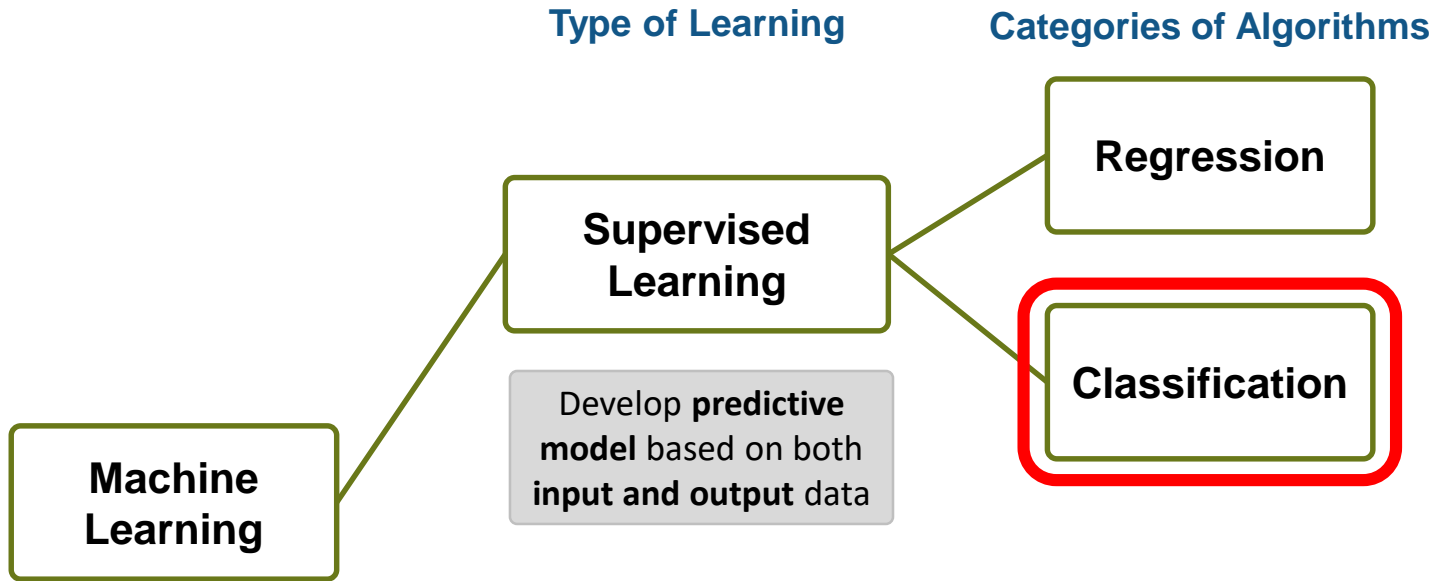 Type of Learning
Categories of Algorithms
Regression
Supervised
Learning
Classification
Develop predictive
model based on both
input and output data
Machine
Learning